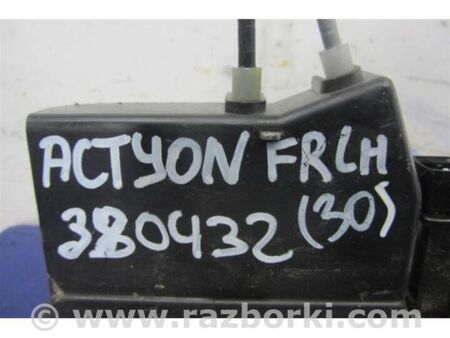 ACTYON FRLH
380432 (30)
www.razborki.com